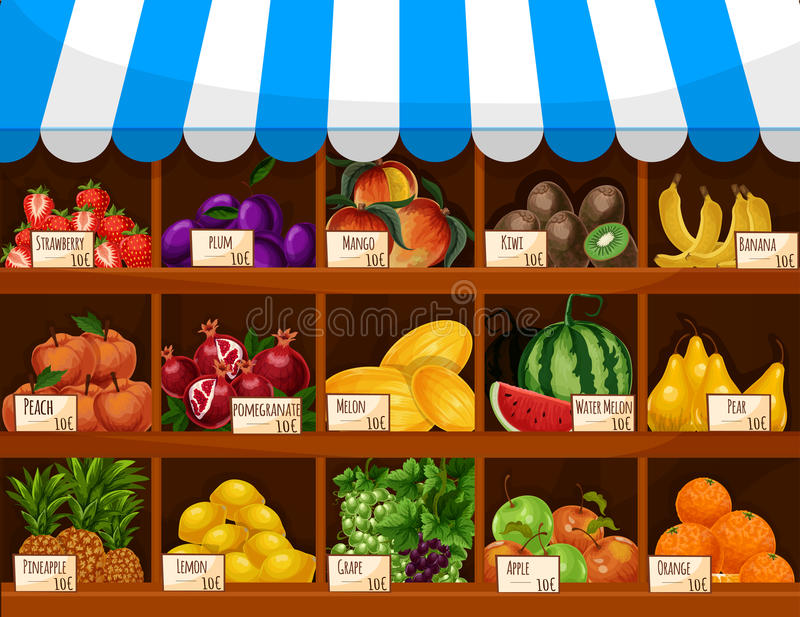 STRAWBERRY
10€
PLUM
10€
MANGO
10€
KIWI
10€
BANANA
10€
PEACH
10€
POMEGRANATE
10€
MELON
10€
WATER MELON
10€
PEAR
10€
PINEAPPLE
10€
LEMON
10€
GRAPE
10€
APPLE
10€
ORANGE
10€
dreamstime